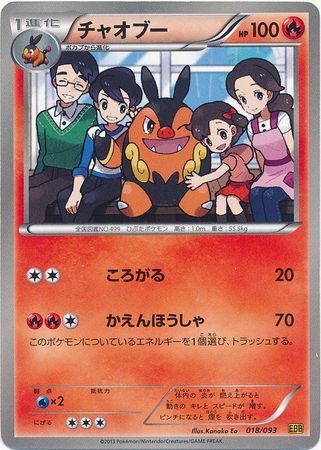 1進化
チャオブー
HP100
ポカブから進化
全国図鑑NO.499 ひぶたポケモン 高さ:1.0m 重さ:55.5kg
ころがる 20
かえんほうしゃ 70
このポケモンについているエネルギーを1個選び、トラッシュする。
弱点 抵抗力
×2
にげる
体内の 炎が 燃え上がると
動きの キレと スピードが 増す。
ピンチになると 煙を 吹き出す。
Illus.Kanako Eo 018/093 EBB
©2013 Pokémon/Nintendo/Creatures/GAME FREAK.